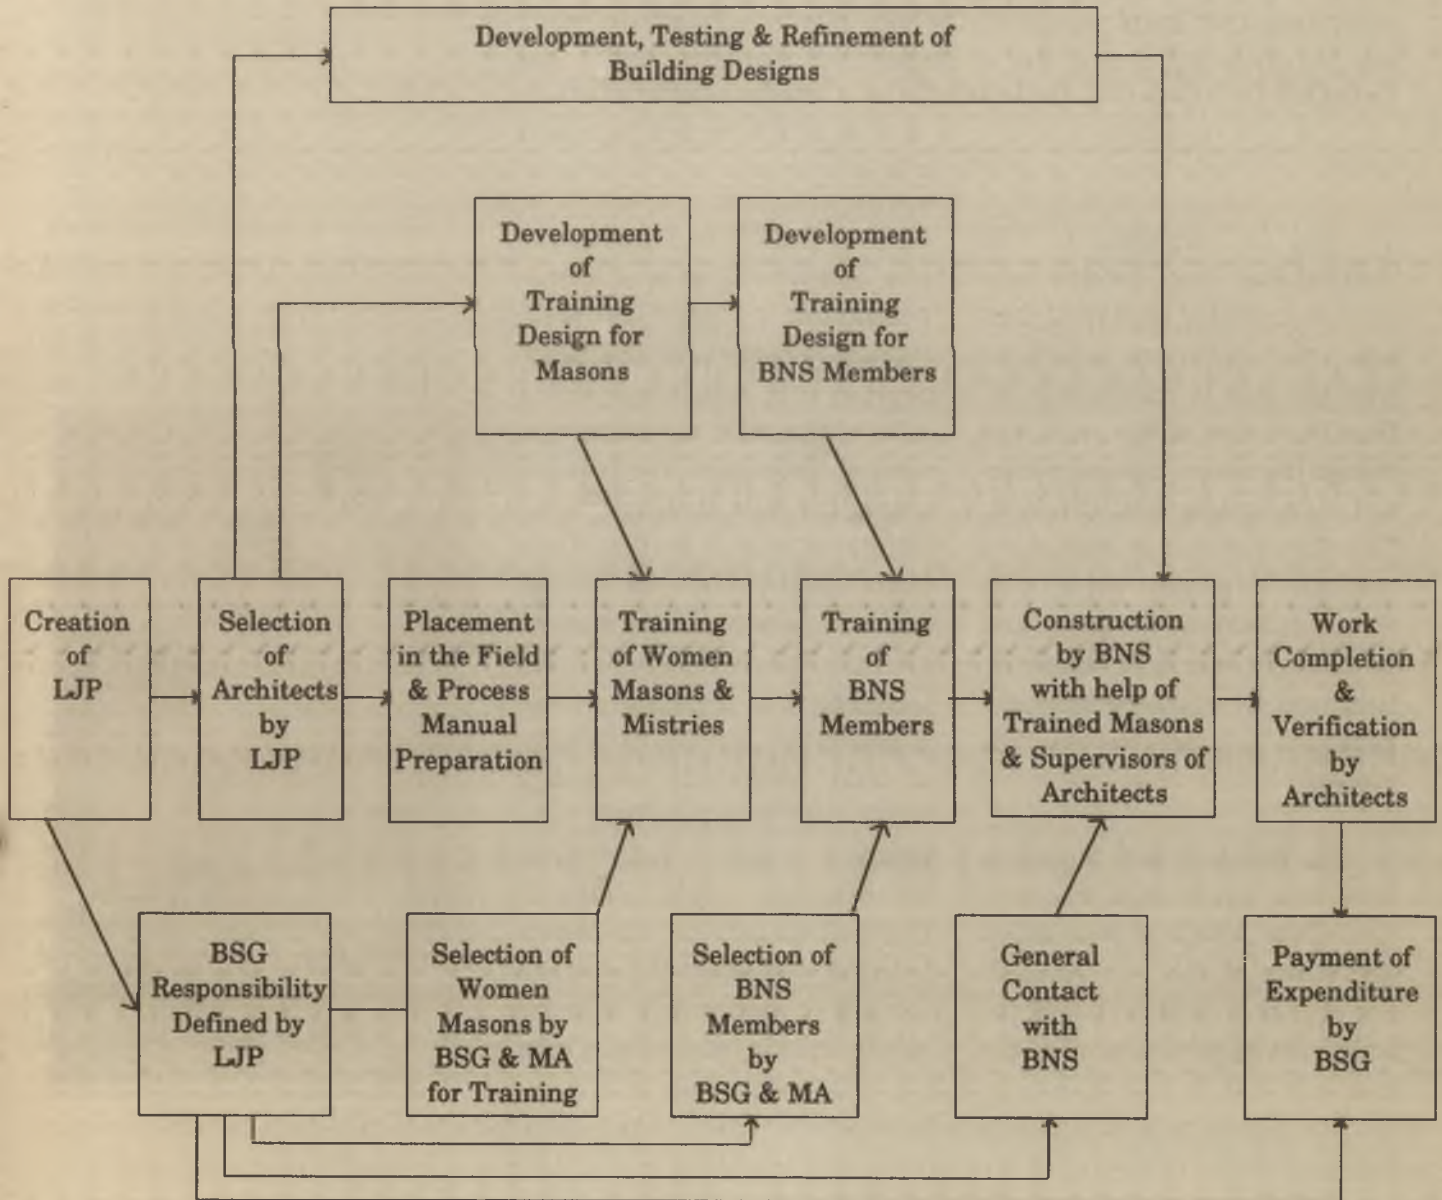 Development, Testing & Refinement of
Building Designs
Development
of
Training
Design for
Masons
Development
of
Training
Design for
BNS Members
Creation
of
LJP
Selection
of
Architects
by
LJP
Placement
in the Field
& Process
Manual
Preparation
Training
of Women
Masons &
Mistries
Training
of
BNS
Members
Construction
by BNS
with help of
Trained Masons
& Supervisors of
Architects
Work
Completion
&
Verification
by
Architects
BSG
Responsibility
Defined by
LJP
Selection of
Women
Masons by
BSG & MA
for Training
Selection of
BNS
Members
by
BSG & MA
General
Contact
with
BNS
Payment of
Expenditure
by
BSG